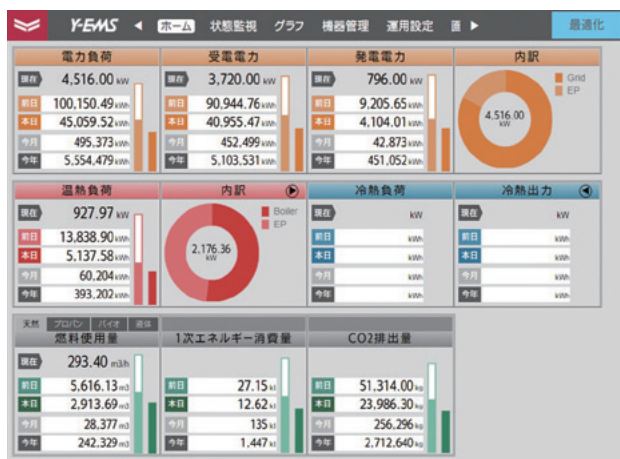 Y-EMS ◀ ホーム 状態監視 グラフ 機器管理 運用設定 ▶ 最適化
電力負荷
現在 4,516.00 kW
前日 100,150.49 kWh
本日 45,059.52 kWh
今月 495,373 kWh
今年 5,554,479 kWh
受電電力
現在 3,720.00 kW
前日 90,944.76 kWh
本日 40,955.47 kWh
今月 452,499 kWh
今年 5,103,531 kWh
発電電力
現在 796.00 kW
前日 9,205.65 kWh
本日 4,104.01 kWh
今月 42,873 kWh
今年 451,052 kWh
内訳
Grid
EP
4,516.00
kW
温熱負荷
現在 927.97 kW
前日 13,838.90 kWh
本日 5,137.58 kWh
今月 60,204 kWh
今年 393,202 kWh
内訳
Boiler
EP
2,176.36
kW
冷熱負荷
現在 kW
前日 kWh
本日 kWh
今月 kWh
今年 kWh
冷熱出力
現在 kW
前日 kWh
本日 kWh
今月 kWh
今年 kWh
天然 プロパン バイオ 液体
燃料使用量
現在 293.40 m3/h
前日 5,616.13 m3
本日 2,913.69 m3
今月 28,377 m3
今年 242,329 m3
1次エネルギー消費量
前日 27.15 kl
本日 12.62 kl
今月 135 kl
今年 1,447 kl
CO2排出量
前日 51,314.00 kg
本日 23,986.30 kg
今月 256,296 kg
今年 2,712,640 kg